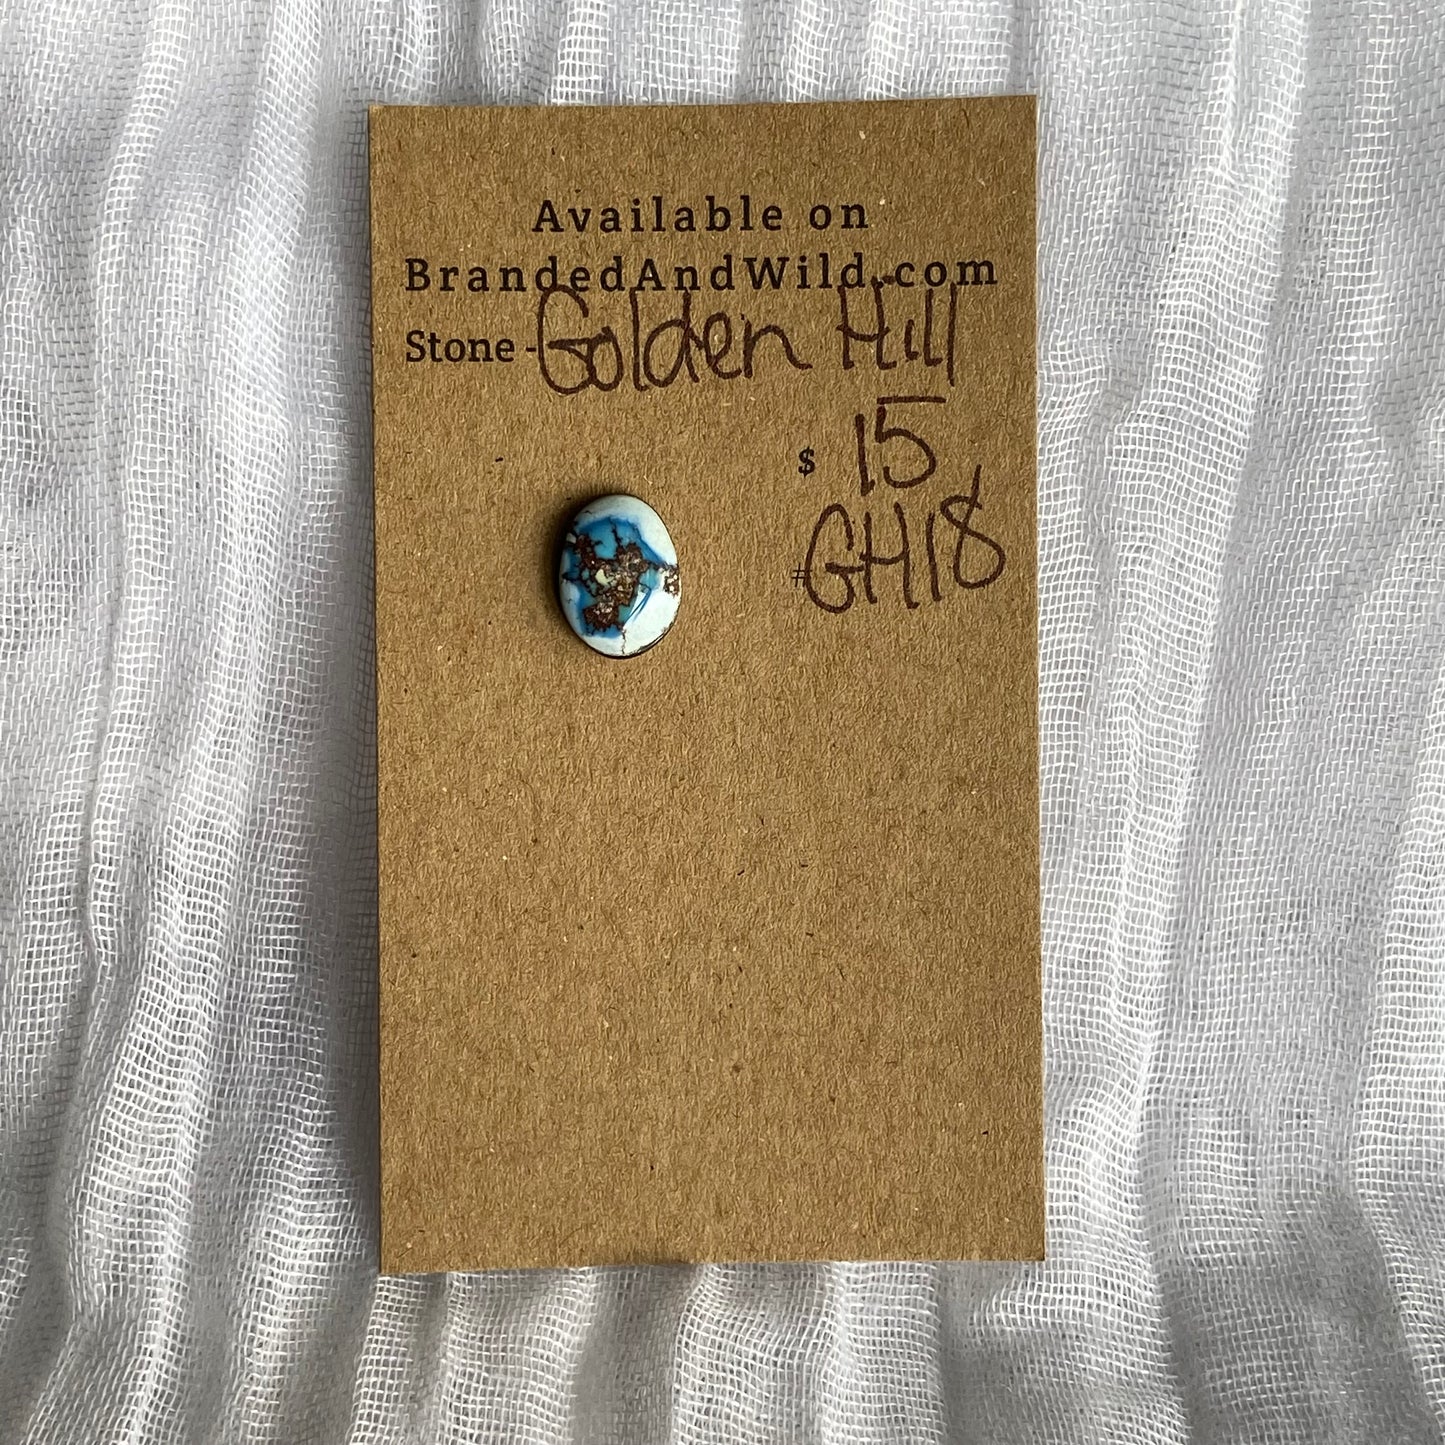 Available on
BrandedAndWild.com
Stone - Golden Hill
$ 15
# GH18